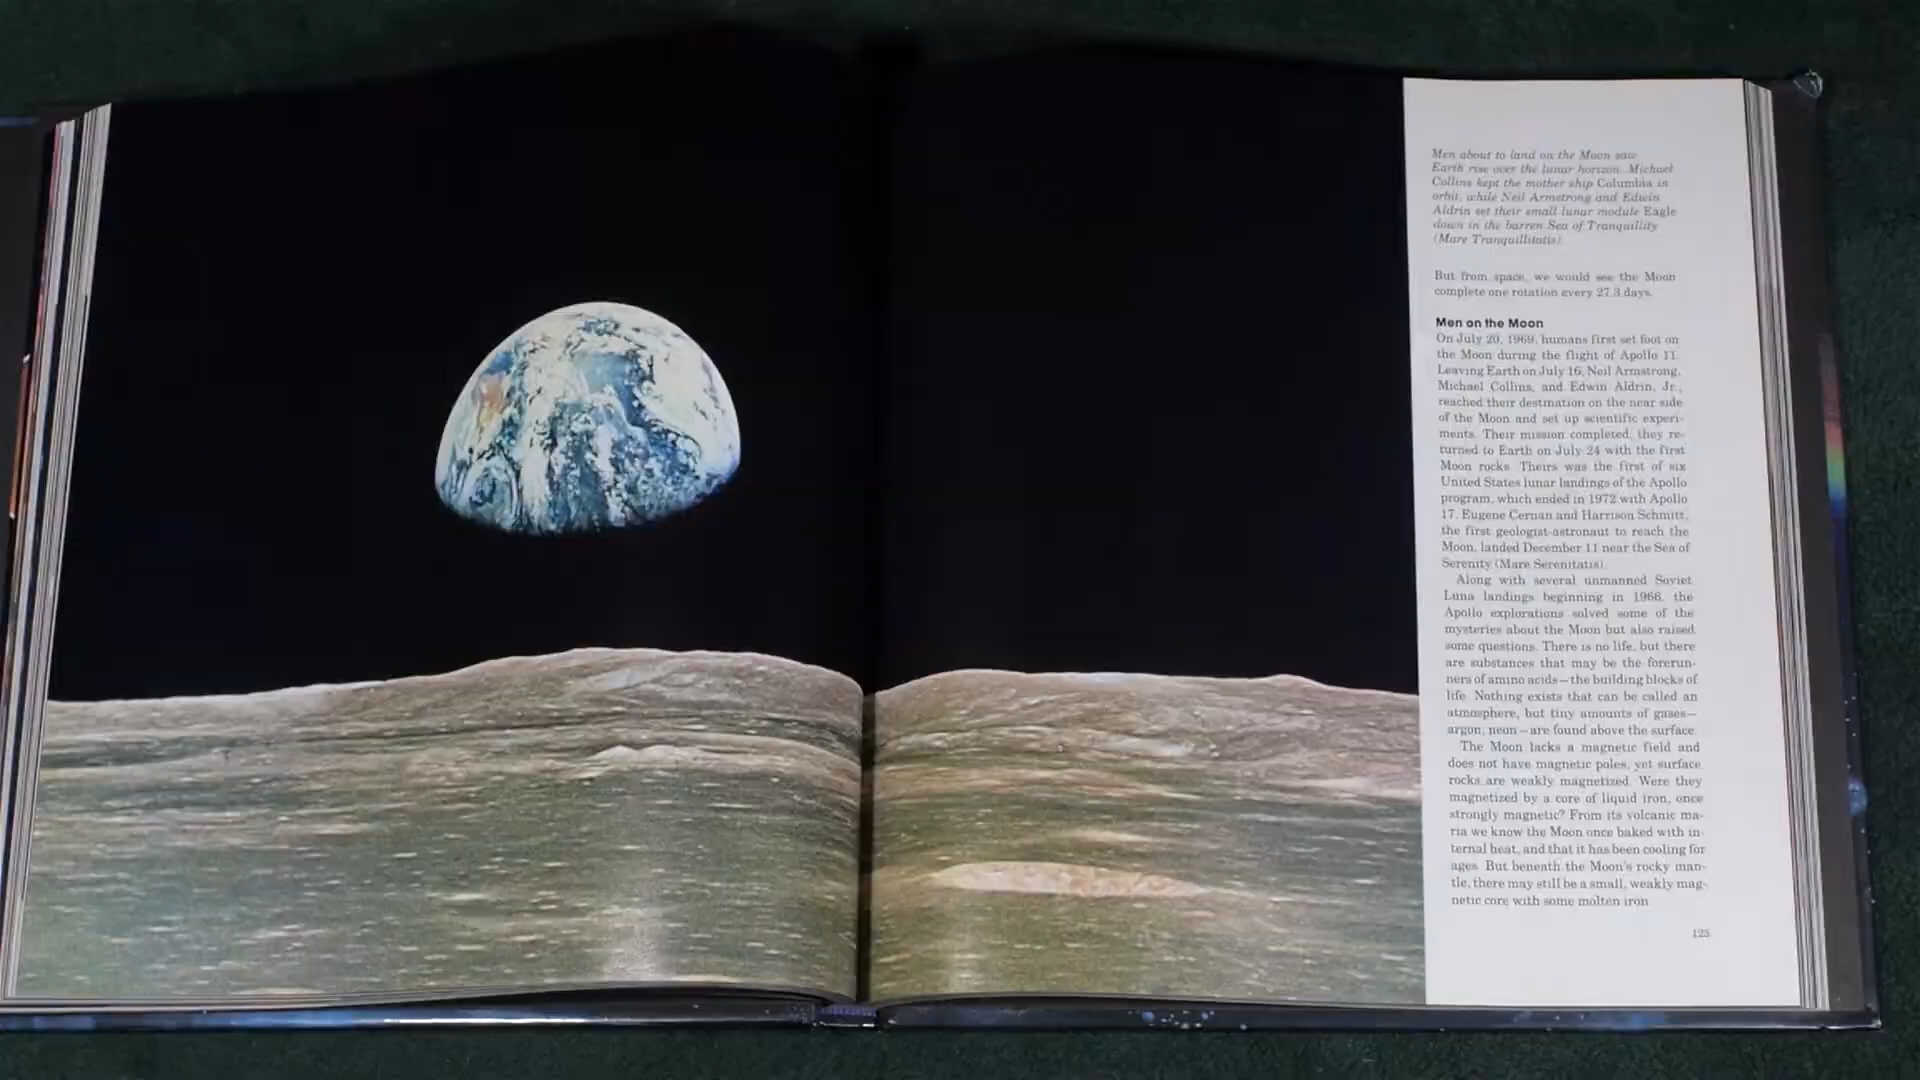 Men about to land on the Moon saw
Earth rise over the lunar horizon. Michael
Collins kept the mother ship Columbia in
orbit, while Neil Armstrong and Edwin
Aldrin set their small lunar module Eagle
down in the barren Sea of Tranquillity
(Mare Tranquillitatis).
But from space, we would see the Moon
complete one rotation every 27.3 days.
Men on the Moon
On July 20, 1969, humans first set foot on
the Moon during the flight of Apollo 11.
Leaving Earth on July 16, Neil Armstrong,
Michael Collins, and Edwin Aldrin, Jr.,
reached their destination on the near side
of the Moon and set up scientific experi-
ments. Their mission completed, they re-
turned to Earth on July 24 with the first
Moon rocks. Theirs was the first of six
United States lunar landings of the Apollo
program, which ended in 1972 with Apollo
17. Eugene Cernan and Harrison Schmitt,
the first geologist-astronaut to reach the
Moon, landed December 11 near the Sea of
Serenity (Mare Serenitatis).
Along with several unmanned Soviet
Luna landings beginning in 1966, the
Apollo explorations solved some of the
mysteries about the Moon but also raised
some questions. There is no life, but there
are substances that may be the forerun-
ners of amino acids—the building blocks of
life. Nothing exists that can be called an
atmosphere, but tiny amounts of gases—
argon, neon—are found above the surface.
The Moon lacks a magnetic field and
does not have magnetic poles, yet surface
rocks are weakly magnetized. Were they
magnetized by a core of liquid iron, once
strongly magnetic? From its volcanic ma-
ria we know the Moon once baked with in-
ternal heat, and that it has been cooling for
ages. But beneath the Moon's rocky man-
tle, there may still be a small, weakly mag-
netic core with some molten iron.
123